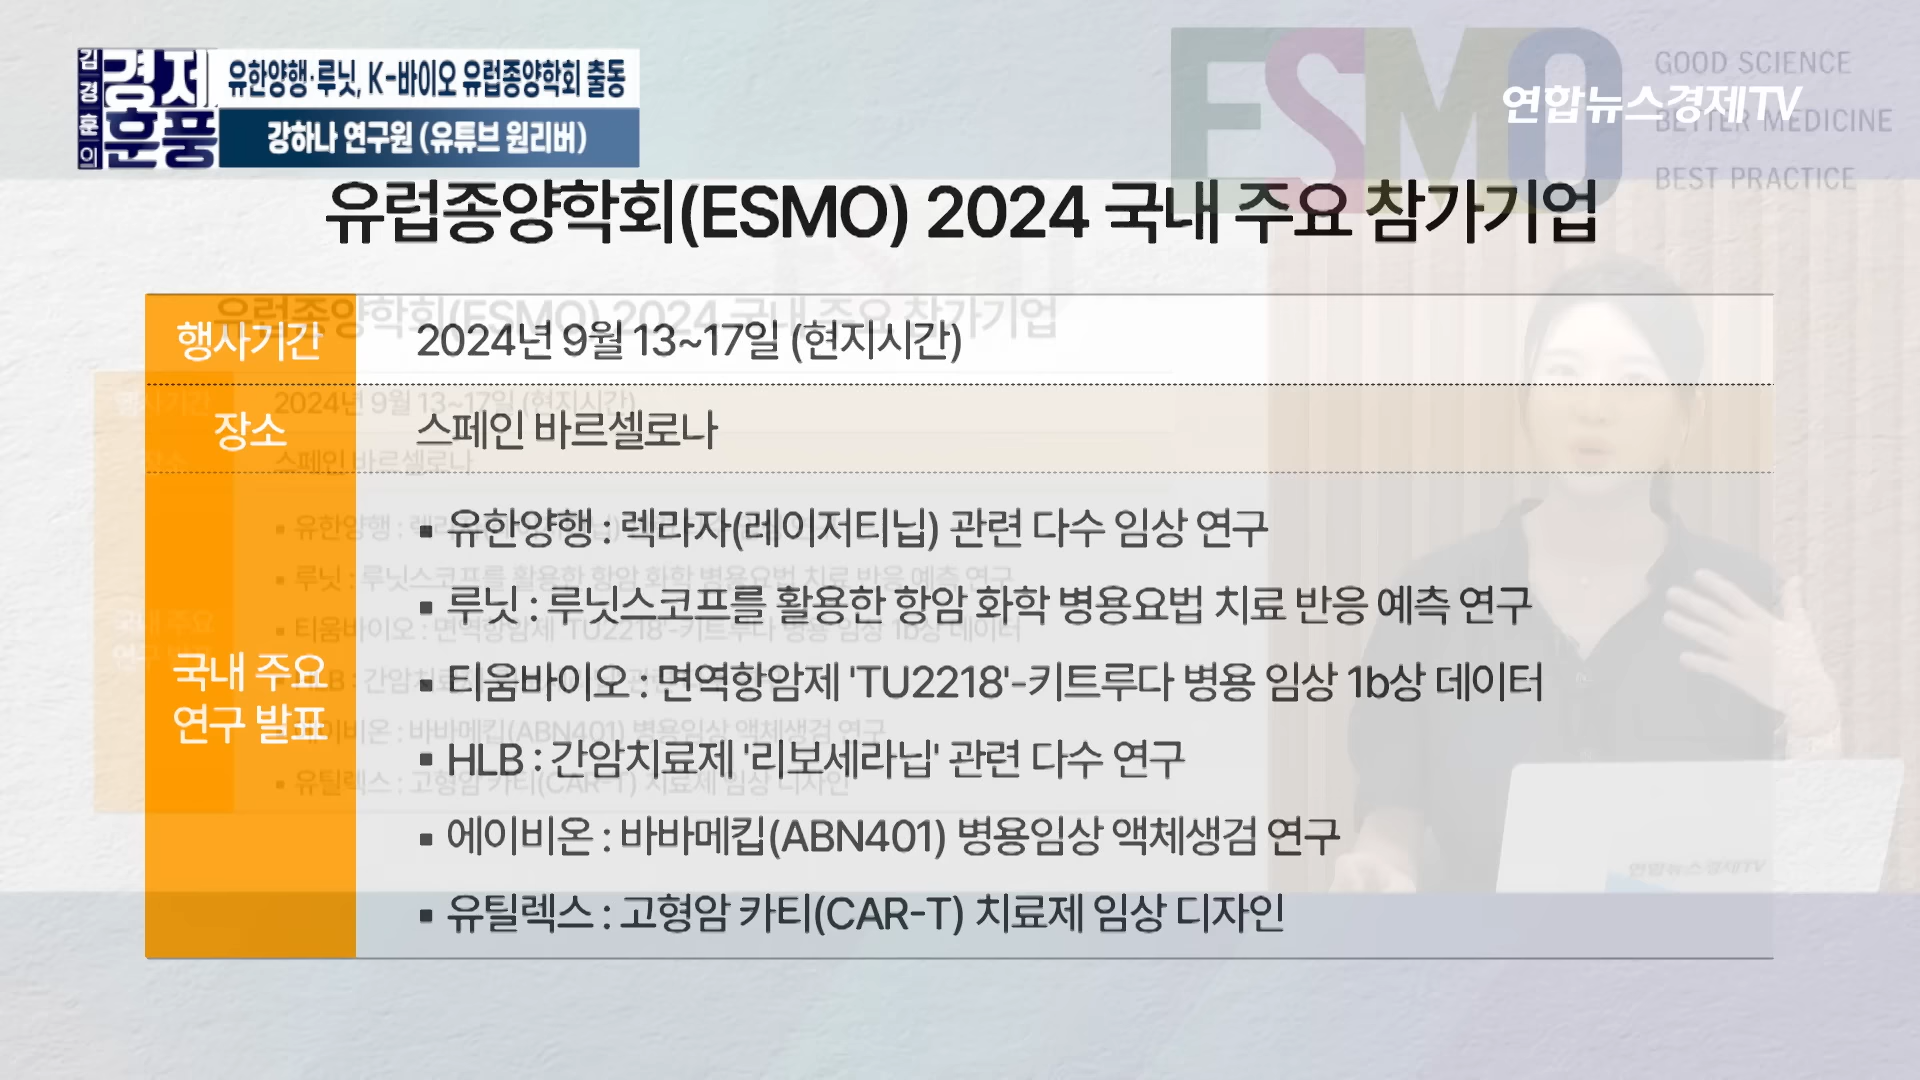 김경훈의
경제
훈풍
유한양행·루닛, K-바이오 유럽종양학회 출동
강하나 연구원 (유튜브 원리버)
ESMO
GOOD SCIENCE
BETTER MEDICINE
BEST PRACTICE
연합뉴스경제TV
유럽종양학회(ESMO) 2024 국내 주요 참가기업
행사기간
2024년 9월 13~17일 (현지시간)
장소
스페인 바르셀로나
국내 주요
연구 발표
▪ 유한양행 : 렉라자(레이저티닙) 관련 다수 임상 연구
▪ 루닛 : 루닛스코프를 활용한 항암 화학 병용요법 치료 반응 예측 연구
▪ 티움바이오 : 면역항암제 'TU2218'-키트루다 병용 임상 1b상 데이터
▪ HLB : 간암치료제 '리보세라닙' 관련 다수 연구
▪ 에이비온 : 바바메킵(ABN401) 병용임상 액체생검 연구
▪ 유틸렉스 : 고형암 카티(CAR-T) 치료제 임상 디자인
연합뉴스경제TV